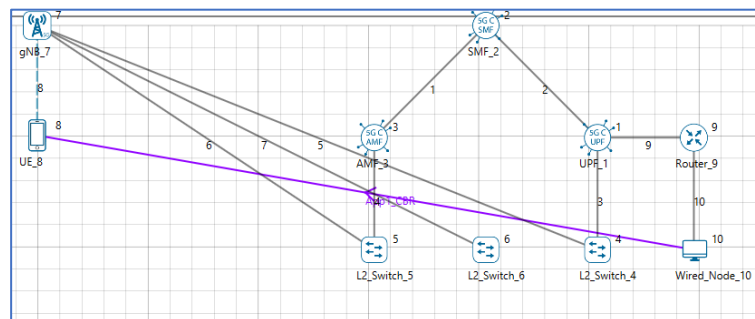 7
2
5G C
SMF
gNB_7
SMF_2
8
1
2
8
3
5G C
AMF
1
5G C
UPF
9
6
7
5
9
UE_8
AMF_3
UPF_1
Router_9
4
App1_CBR
3
10
5
6
4
10
L2_Switch_5
L2_Switch_6
L2_Switch_4
Wired_Node_10